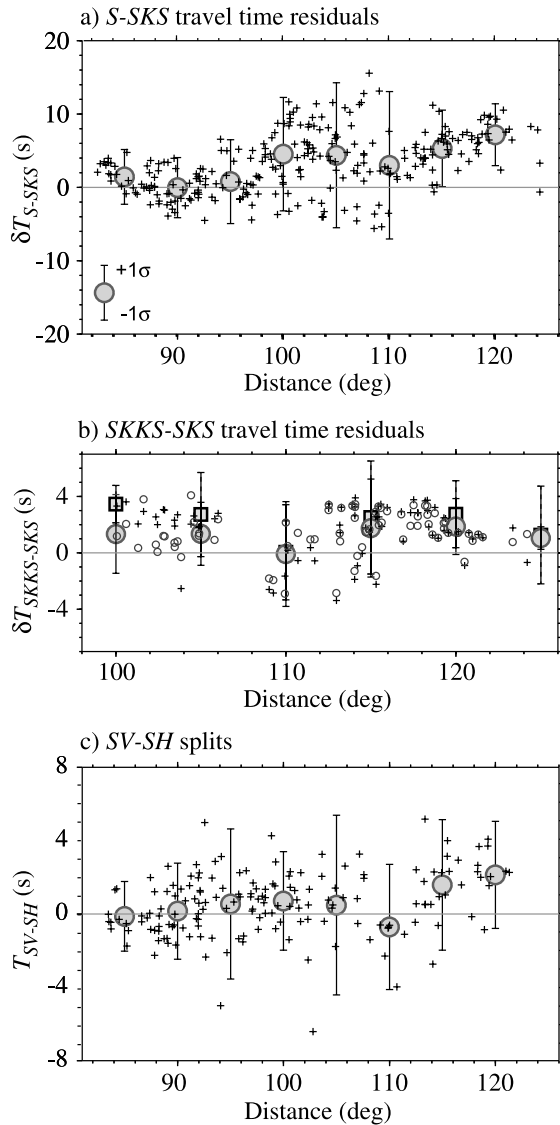 a) S-SKS travel time residuals
20
10
0
-10
-20
δT_S-SKS (s)
+1σ
-1σ
90 100 110 120
Distance (deg)
b) SKKS-SKS travel time residuals
4
0
-4
δT_SKKS-SKS (s)
100 110 120
Distance (deg)
c) SV-SH splits
8
4
0
-4
-8
T_SV-SH (s)
90 100 110 120
Distance (deg)